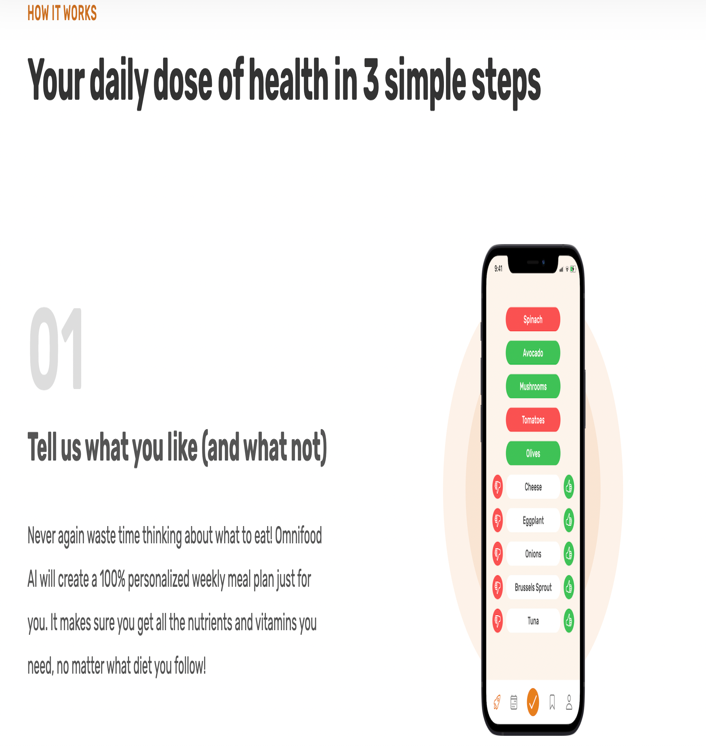 HOW IT WORKS
Your daily dose of health in 3 simple steps
01
Tell us what you like (and what not)
Never again waste time thinking about what to eat! Omnifood
AI will create a 100% personalized weekly meal plan just for
you. It makes sure you get all the nutrients and vitamins you
need, no matter what diet you follow!
9:41
Spinach
Avocado
Mushrooms
Tomatoes
Olives
Cheese
Eggplant
Onions
Brussels Sprout
Tuna